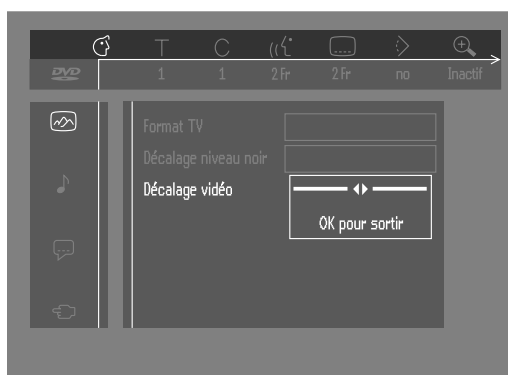 T C
DVD 1 1 2 Fr 2 Fr no Inactif
Format TV
Décalage niveau noir
Décalage vidéo
OK pour sortir